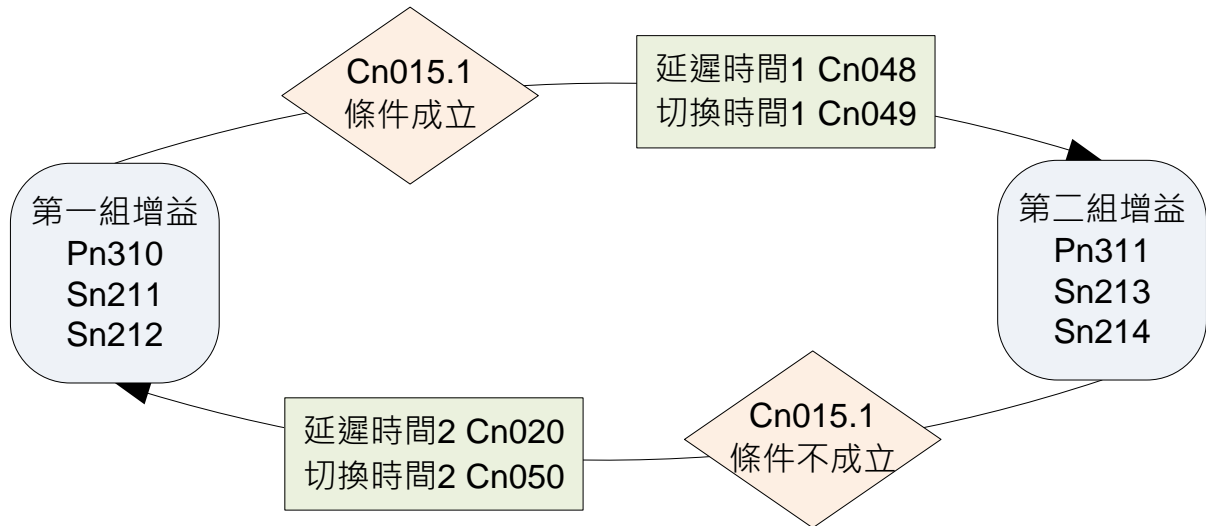 Cn015.1
條件成立
延遲時間1 Cn048
切換時間1 Cn049
第一組增益
Pn310
Sn211
Sn212
第二組增益
Pn311
Sn213
Sn214
延遲時間2 Cn020
切換時間2 Cn050
Cn015.1
條件不成立